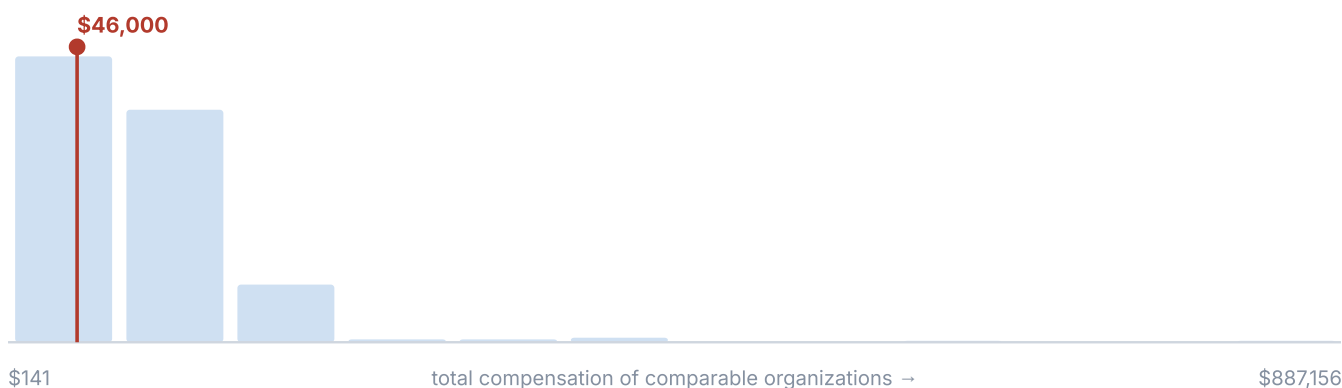 $46,000
$141
total compensation of comparable organizations →
$887,156